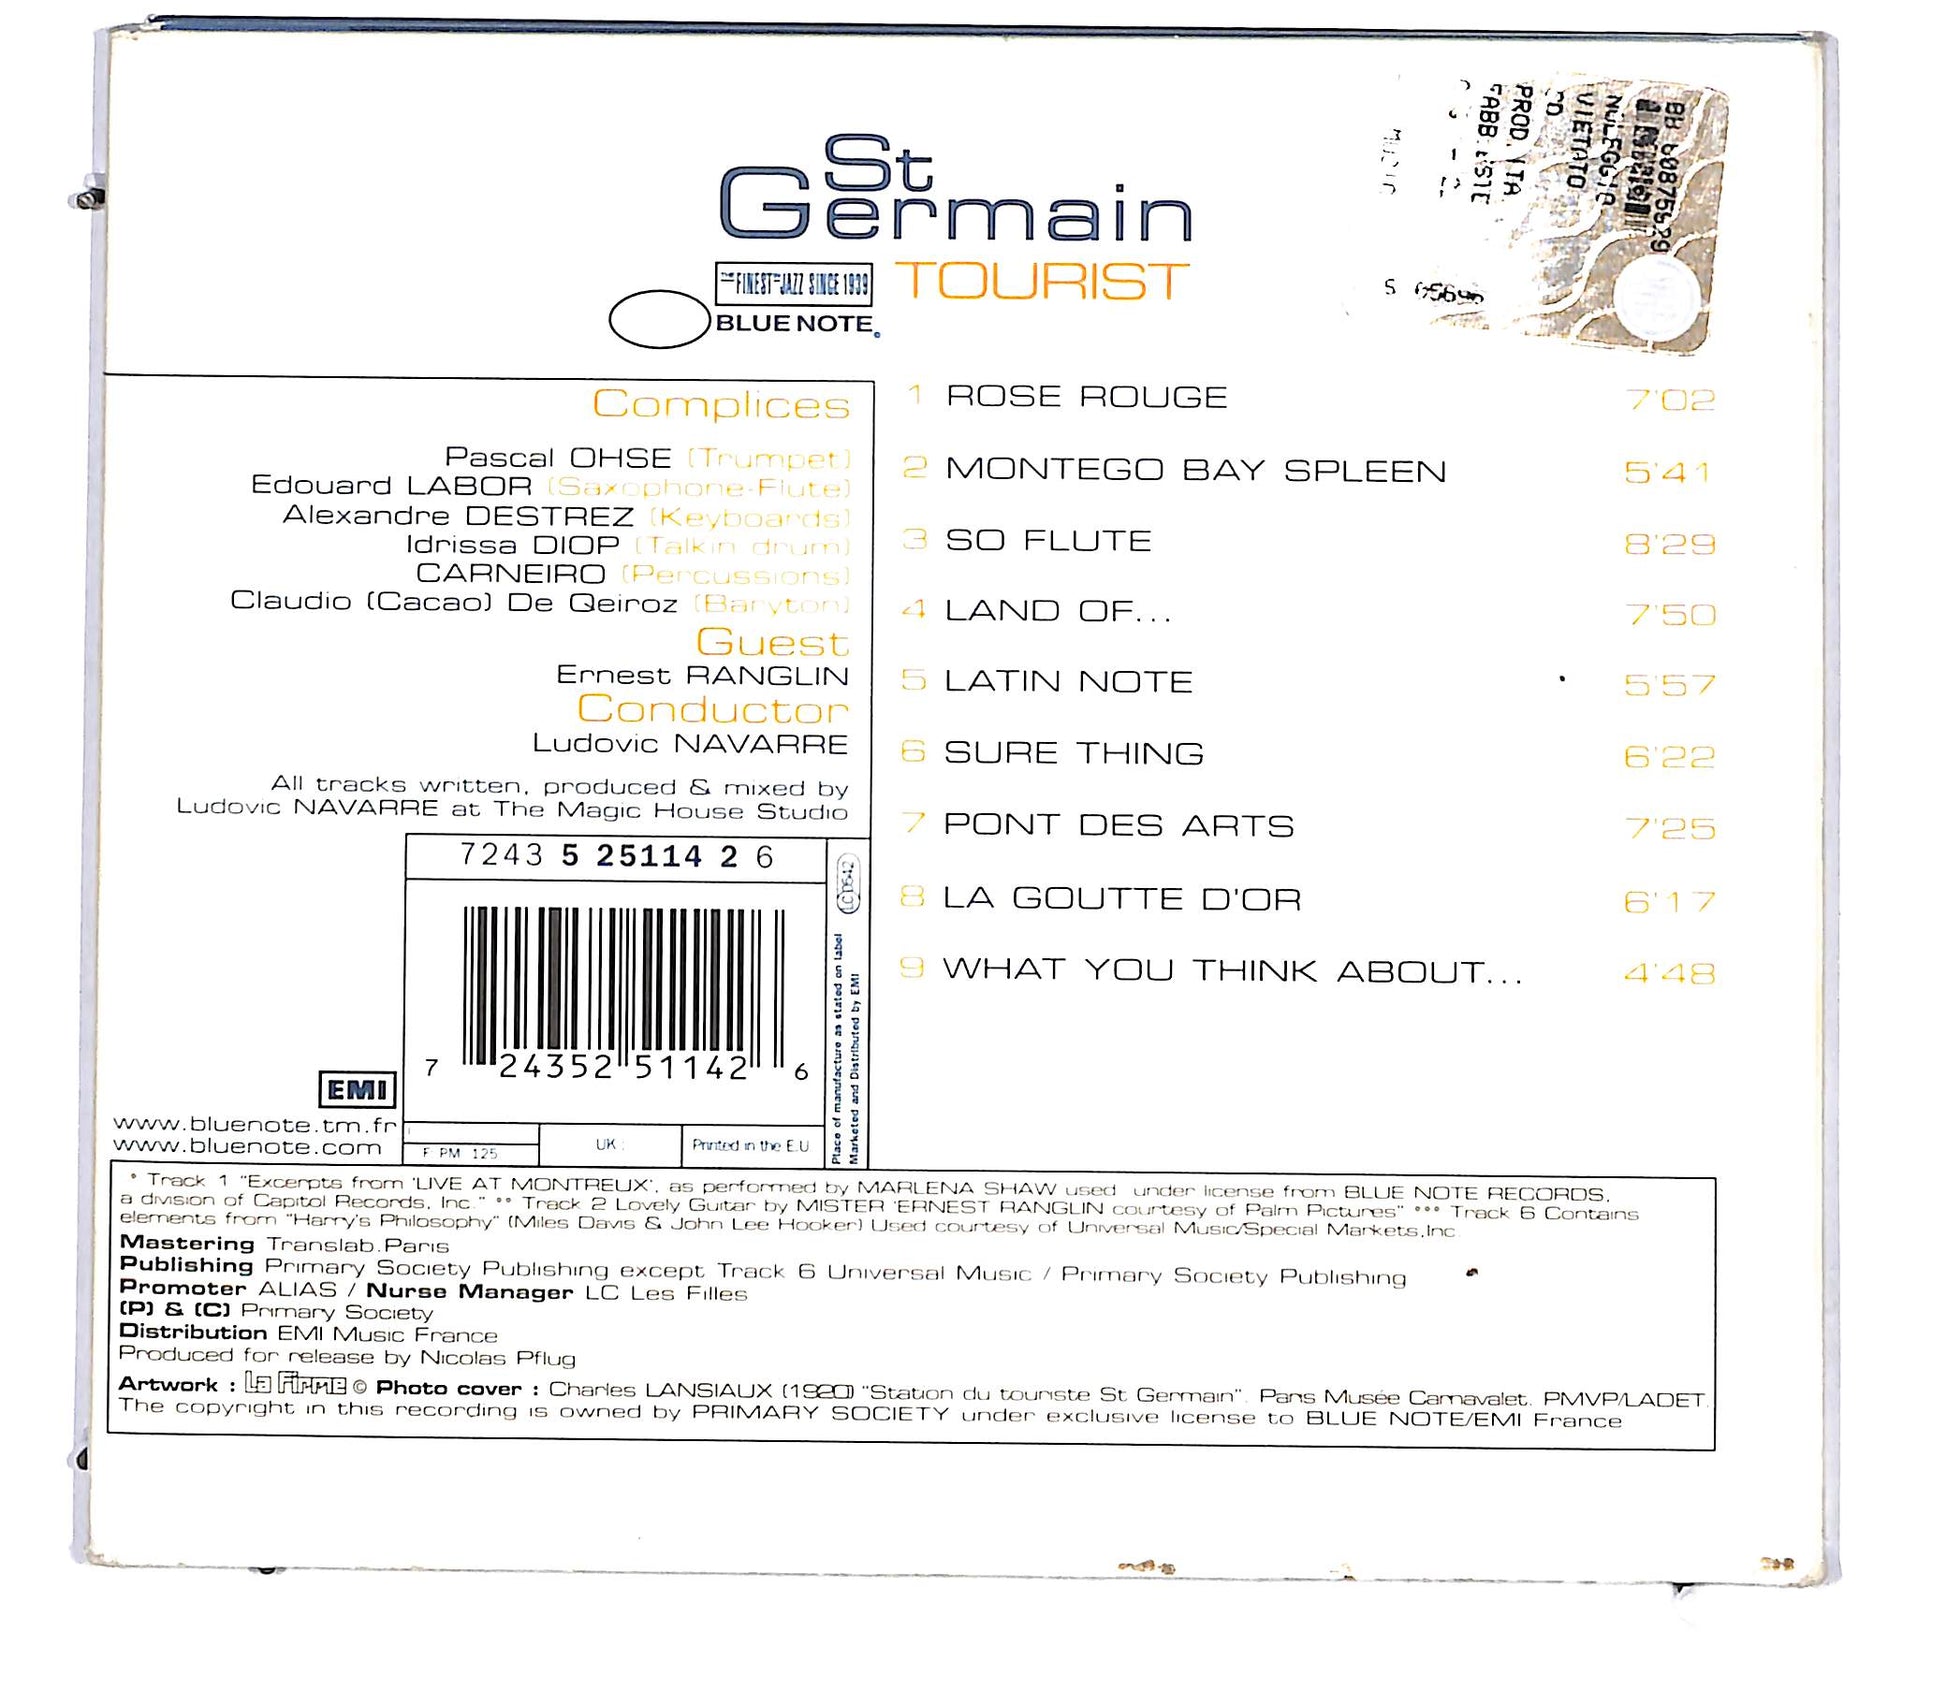 St
Germain
TOURIST
THE FINEST IN JAZZ SINCE 1939
BLUE NOTE
BB 6087562 29
NOLEGGIO
VIETATO
CD
Complices
Pascal OHSE (Trumpet)
Edouard LABOR (Saxophone-Flute)
Alexandre DESTREZ (Keyboards)
Idrissa DIOP (Talkin drum)
CARNEIRO (Percussions)
Claudio (Cacao) De Qeiroz (Baryton)
Guest
Ernest RANGLIN
Conductor
Ludovic NAVARRE
All tracks written, produced & mixed by
Ludovic NAVARRE at The Magic House Studio
1 ROSE ROUGE 7'02
2 MONTEGO BAY SPLEEN 5'41
3 SO FLUTE 8'29
4 LAND OF... 7'50
5 LATIN NOTE 5'57
6 SURE THING 6'22
7 PONT DES ARTS 7'25
8 LA GOUTTE D'OR 6'17
9 WHAT YOU THINK ABOUT... 4'48
7243 5 25114 2 6
7 24352 51142 6
LC 0542
Place of manufacture as stated on label
Marketed and Distributed by EMI
EMI
www.bluenote.tm.fr
www.bluenote.com
F PM 125
UK :
Printed in the E.U
* Track 1 "Excerpts from 'LIVE AT MONTREUX', as performed by MARLENA SHAW used under license from BLUE NOTE RECORDS,
a division of Capitol Records, Inc." ** Track 2 Lovely Guitar by MISTER 'ERNEST RANGLIN courtesy of Palm Pictures" *** Track 6 Contains
elements from "Harry's Philosophy" (Miles Davis & John Lee Hooker) Used courtesy of Universal Music/Special Markets,Inc.
Mastering Translab.Paris
Publishing Primary Society Publishing except Track 6 Universal Music / Primary Society Publishing
Promoter ALIAS / Nurse Manager LC Les Filles
(P) & (C) Primary Society
Distribution EMI Music France
Produced for release by Nicolas Pflug
Artwork : La Firme © Photo cover : Charles LANSIAUX (1920) "Station du touriste St Germain". Paris Musée Carnavalet. PMVP/LADET.
The copyright in this recording is owned by PRIMARY SOCIETY under exclusive license to BLUE NOTE/EMI France